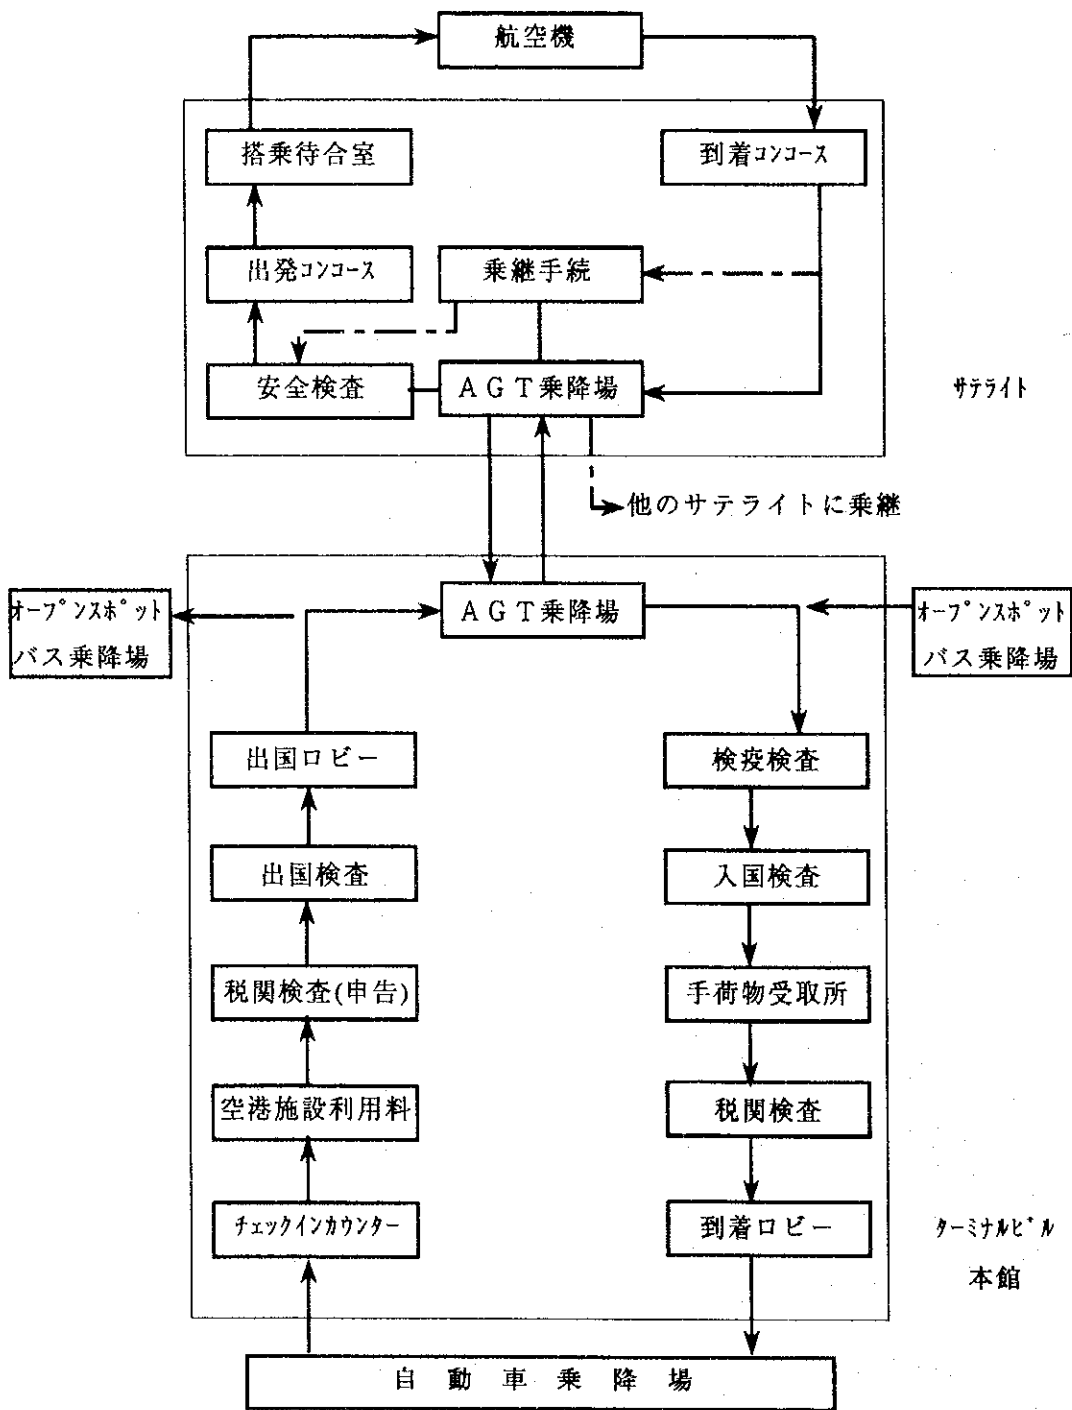 航空機
搭乗待合室
到着コンコース
出発コンコース
乗継手続
安全検査
AGT乗降場
サテライト
他のサテライトに乗継
AGT乗降場
オープンスポット
バス乗降場
オープンスポット
バス乗降場
出国ロビー
検疫検査
出国検査
入国検査
税関検査(申告)
手荷物受取所
空港施設利用料
税関検査
チェックインカウンター
到着ロビー
ターミナルビル
本館
自動車乗降場